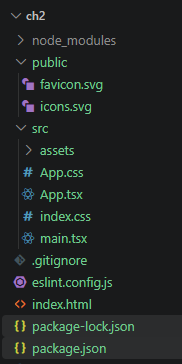 ch2
node_modules
public
favicon.svg
icons.svg
src
assets
App.css
App.tsx
index.css
main.tsx
.gitignore
eslint.config.js
index.html
package-lock.json
package.json